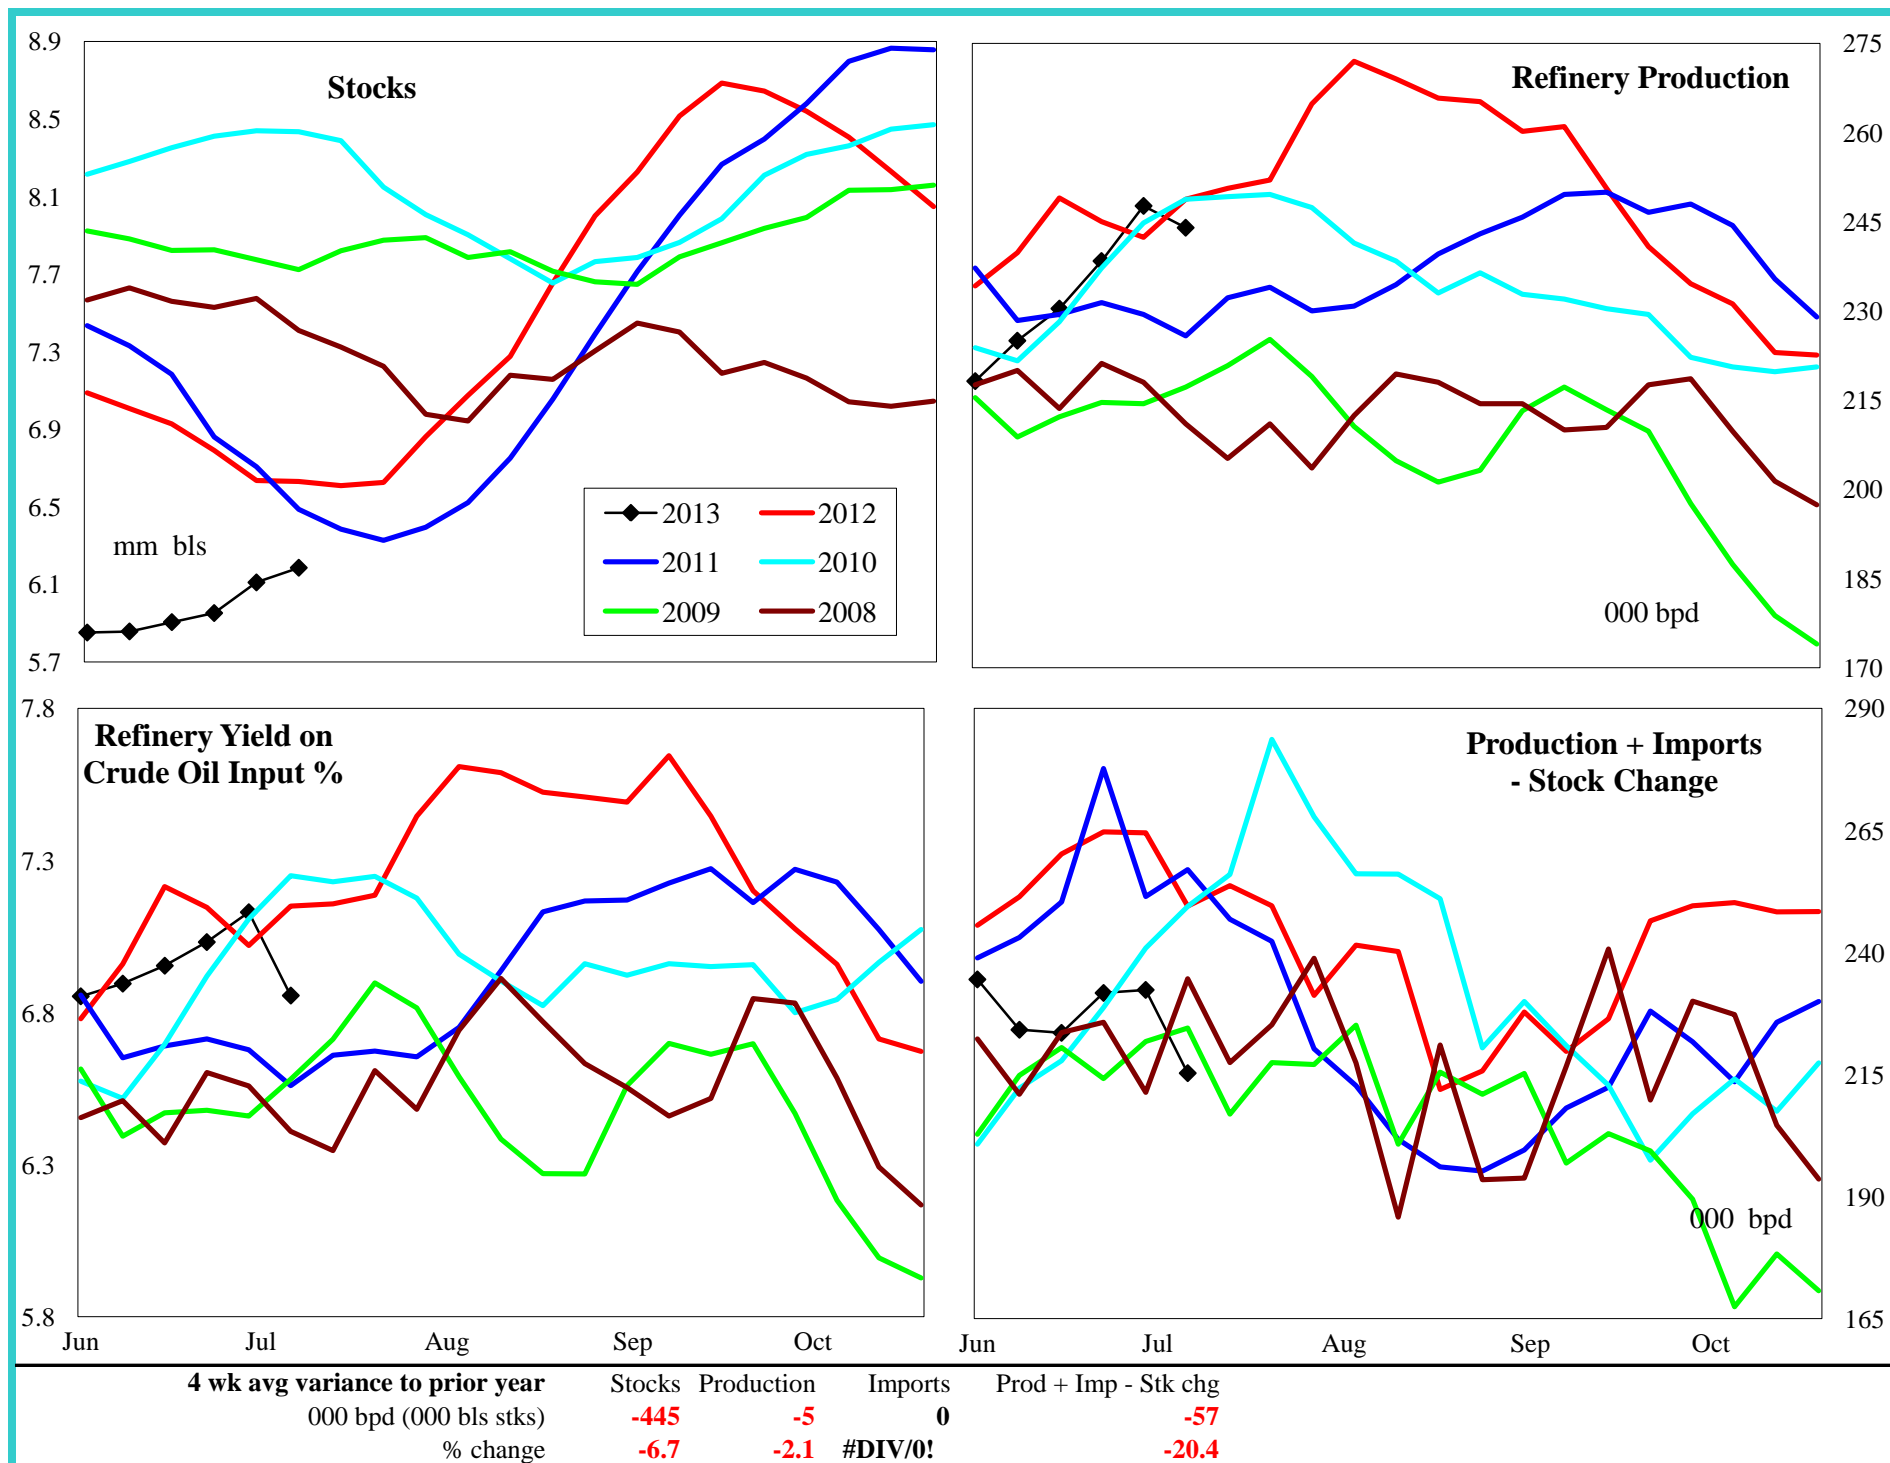 Stocks
8.9
8.5
8.1
7.7
7.3
6.9
6.5
6.1
5.7
mm bls
2013 2012
2011 2010
2009 2008
Refinery Production
275
260
245
230
215
200
185
170
000 bpd
Refinery Yield on
Crude Oil Input %
7.8
7.3
6.8
6.3
5.8
Jun Jul Aug Sep Oct
Production + Imports
- Stock Change
290
265
240
215
190
165
000 bpd
Jun Jul Aug Sep Oct
4 wk avg variance to prior year Stocks Production Imports Prod + Imp - Stk chg
000 bpd (000 bls stks) -445 -5 0 -57
% change -6.7 -2.1 #DIV/0! -20.4